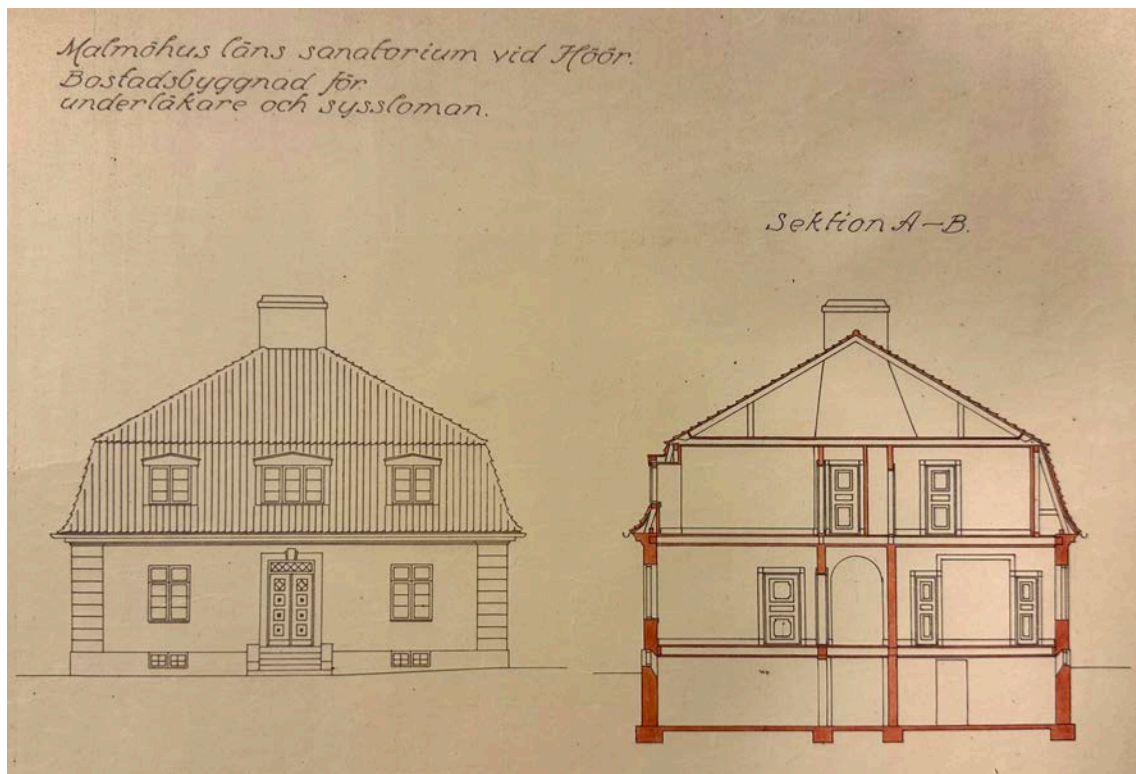 Malmöhus läns sanatorium vid Höör.
Bostadsbyggnad för
underläkare och syssloman.
Sektion A-B.